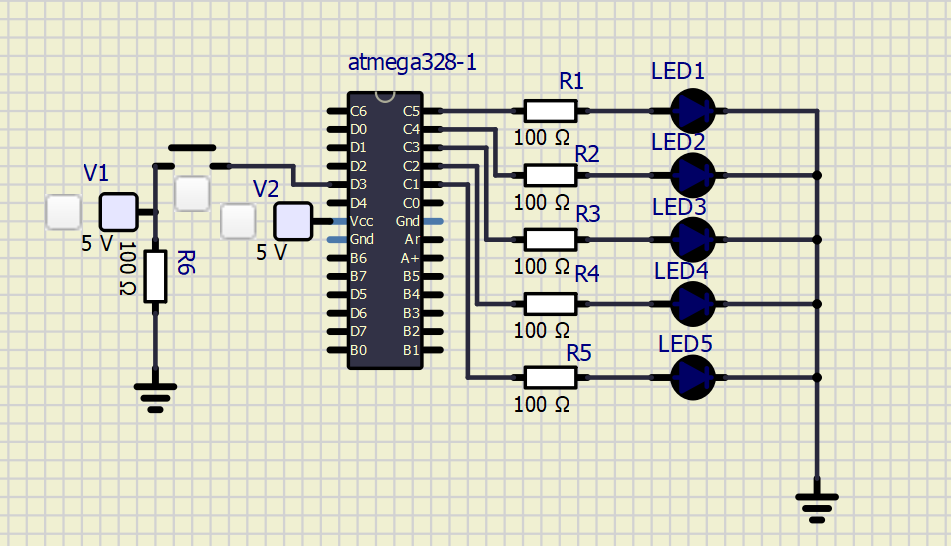 atmega328-1
C6 C5
D0 C4
D1 C3
D2 C2
D3 C1
D4 C0
Vcc Gnd
Gnd Ar
B6 A+
B7 B5
D5 B4
D6 B3
D7 B2
B0 B1
V1
5 V
V2
5 V
100 Ω
R6
R1
100 Ω
LED1
R2
100 Ω
LED2
R3
100 Ω
LED3
R4
100 Ω
LED4
R5
100 Ω
LED5